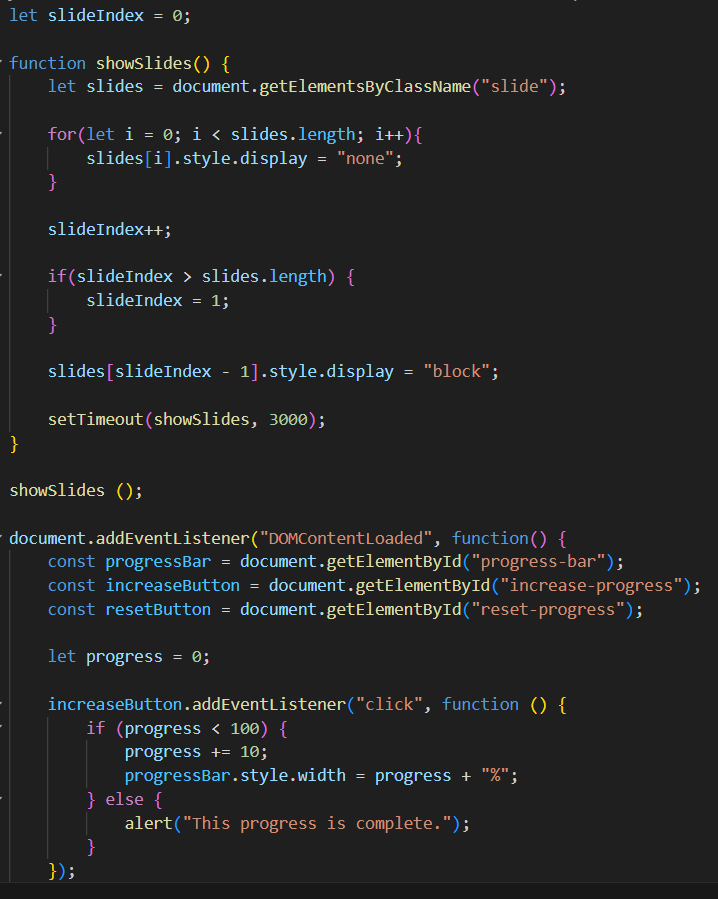 let slideIndex = 0;
function showSlides() {
let slides = document.getElementsByClassName("slide");
for(let i = 0; i < slides.length; i++){
slides[i].style.display = "none";
}
slideIndex++;
if(slideIndex > slides.length) {
slideIndex = 1;
}
slides[slideIndex - 1].style.display = "block";
setTimeout(showSlides, 3000);
}
showSlides ();
document.addEventListener("DOMContentLoaded", function() {
const progressBar = document.getElementById("progress-bar");
const increaseButton = document.getElementById("increase-progress");
const resetButton = document.getElementById("reset-progress");
let progress = 0;
increaseButton.addEventListener("click", function () {
if (progress < 100) {
progress += 10;
progressBar.style.width = progress + "%";
} else {
alert("This progress is complete.");
}
});